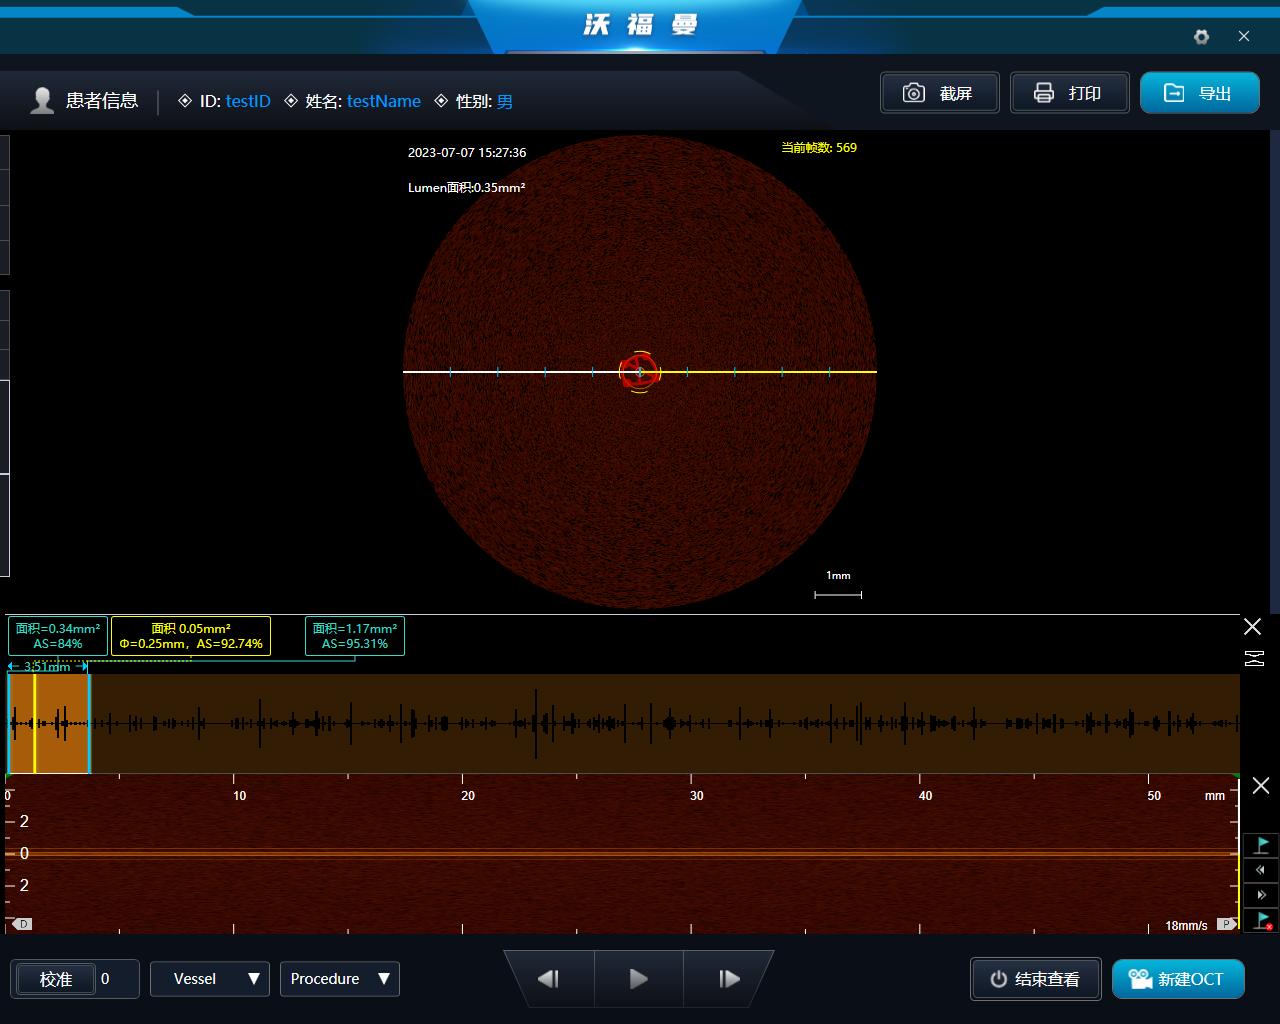 沃福曼
患者信息 ID: testID 姓名: testName 性别: 男
截屏 打印 导出
2023-07-07 15:27:36
当前帧数: 569
Lumen面积:0.35mm²
1mm
面积=0.34mm²
AS=84%
面积 0.05mm²
Φ=0.25mm，AS=92.74%
面积=1.17mm²
AS=95.31%
3.51mm
0 10 20 30 40 50 mm
2
0
2
D
18mm/s P
校准 0 Vessel Procedure 结束查看 新建OCT